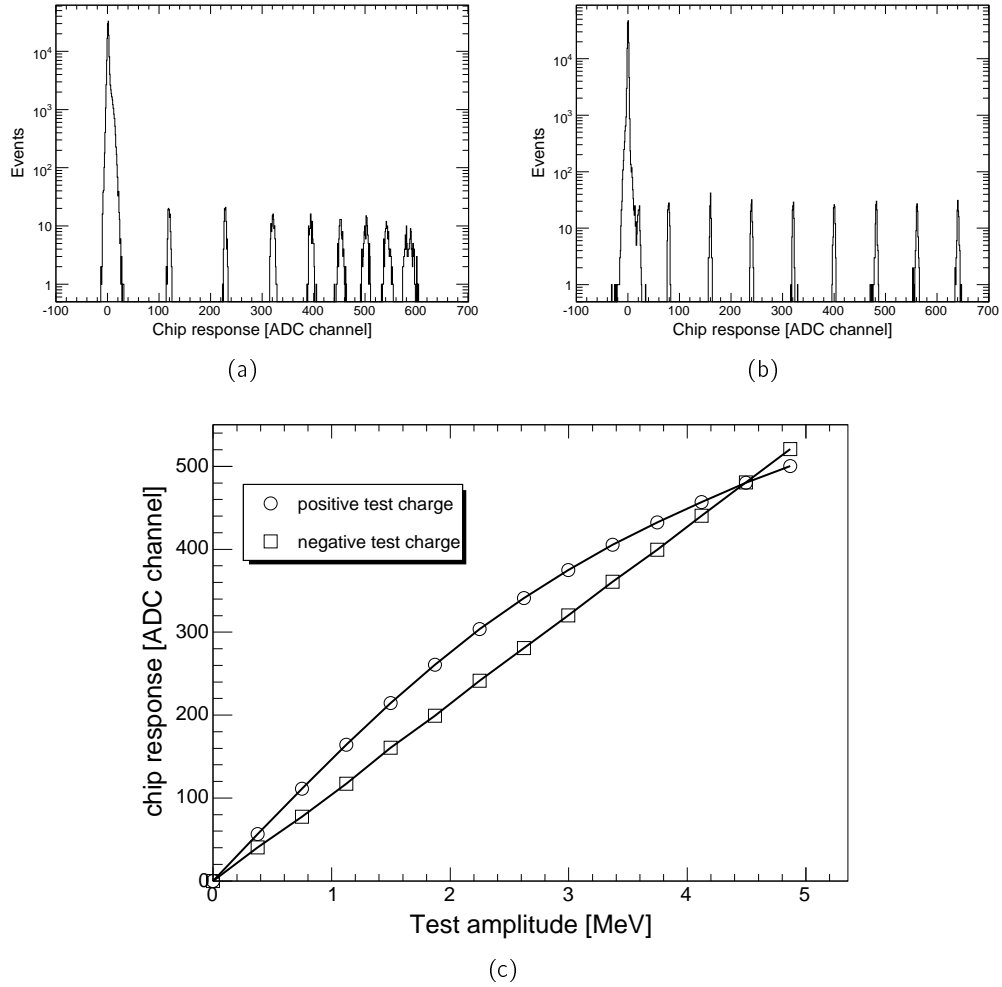 Events
10^4
10^3
10^2
10
1
-100 0 100 200 300 400 500 600 700
Chip response [ADC channel]
(a)
Events
10^4
10^3
10^2
10
1
-100 0 100 200 300 400 500 600 700
Chip response [ADC channel]
(b)
chip response [ADC channel]
500
400
300
200
100
0
positive test charge
negative test charge
0 1 2 3 4 5
Test amplitude [MeV]
(c)